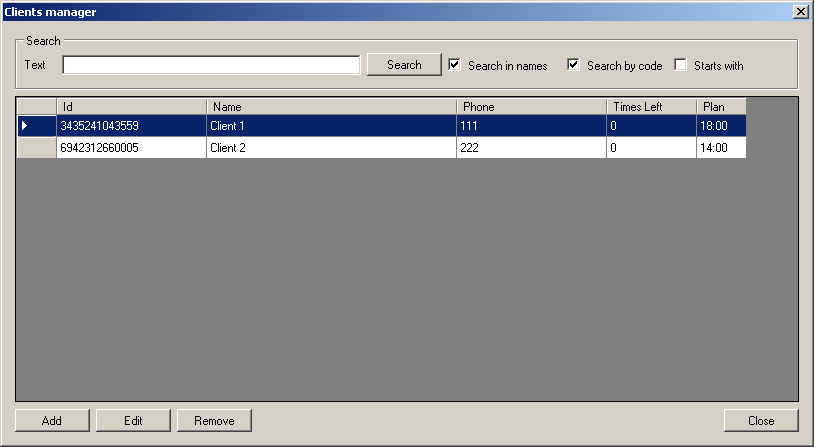 Clients manager
Search
Text Search Search in names Search by code Starts with
Id Name Phone Times Left Plan
3435241043559 Client 1 111 0 18:00
6942312660005 Client 2 222 0 14:00
Add Edit Remove Close